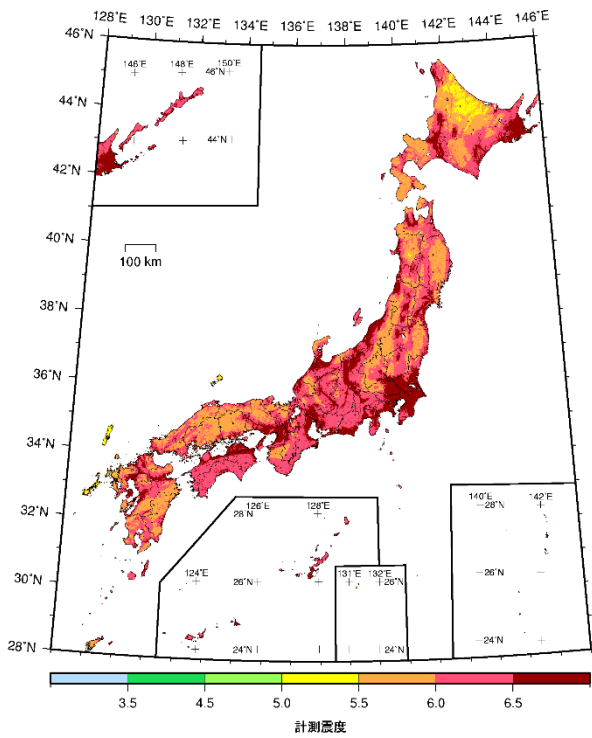 128°E 130°E 132°E 134°E 136°E 138°E 140°E 142°E 144°E 146°E
46°N
146°E 148°E 150°E
46°N
44°N
44°N
42°N
40°N
100 km
38°N
36°N
34°N
32°N
126°E 128°E
28°N
140°E 142°E
28°N
30°N
124°E
26°N
131°E 132°E
26°N
26°N
28°N
24°N
24°N
24°N
3.5 4.5 5.0 5.5 6.0 6.5
計測震度